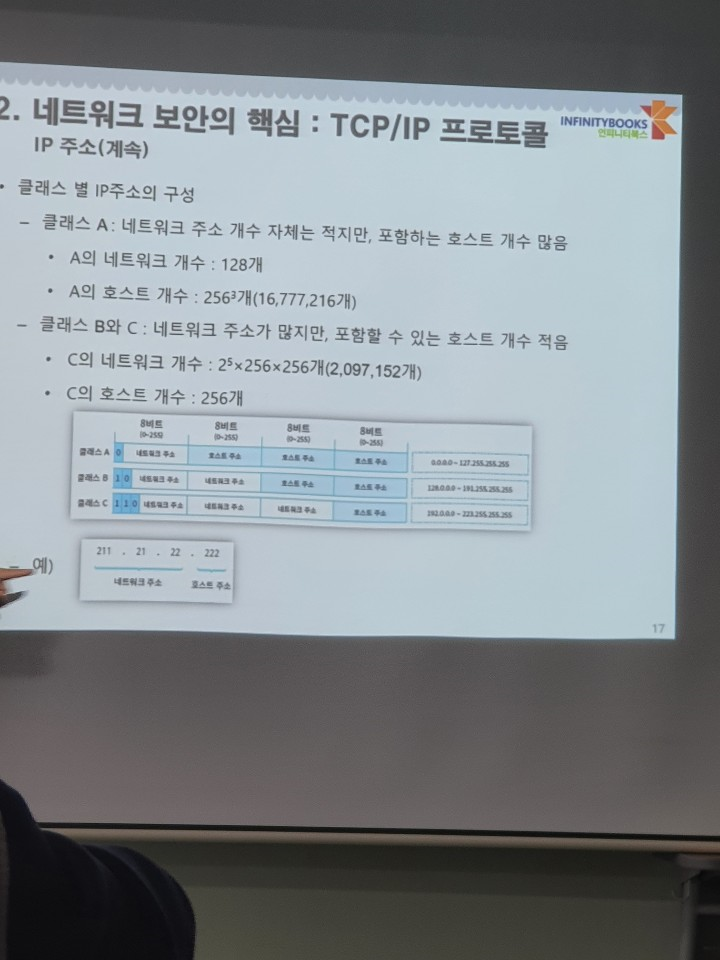 2. 네트워크 보안의 핵심 : TCP/IP 프로토콜
INFINITYBOOKS
인피니티북스
IP 주소(계속)
• 클래스 별 IP주소의 구성
– 클래스 A : 네트워크 주소 개수 자체는 적지만, 포함하는 호스트 개수 많음
• A의 네트워크 개수 : 128개
• A의 호스트 개수 : 256³개(16,777,216개)
– 클래스 B와 C : 네트워크 주소가 많지만, 포함할 수 있는 호스트 개수 적음
• C의 네트워크 개수 : 2⁵×256×256개(2,097,152개)
• C의 호스트 개수 : 256개
8비트 8비트 8비트 8비트
(0~255) (0~255) (0~255) (0~255)
클래스 A 0 네트워크 주소 호스트 주소 호스트 주소 호스트 주소 0.0.0.0 ~ 127.255.255.255
클래스 B 1 0 네트워크 주소 네트워크 주소 호스트 주소 호스트 주소 128.0.0.0 ~ 191.255.255.255
클래스 C 1 1 0 네트워크 주소 네트워크 주소 네트워크 주소 호스트 주소 192.0.0.0 ~ 223.255.255.255
– 예)
211 . 21 . 22 . 222
네트워크 주소 호스트 주소
17